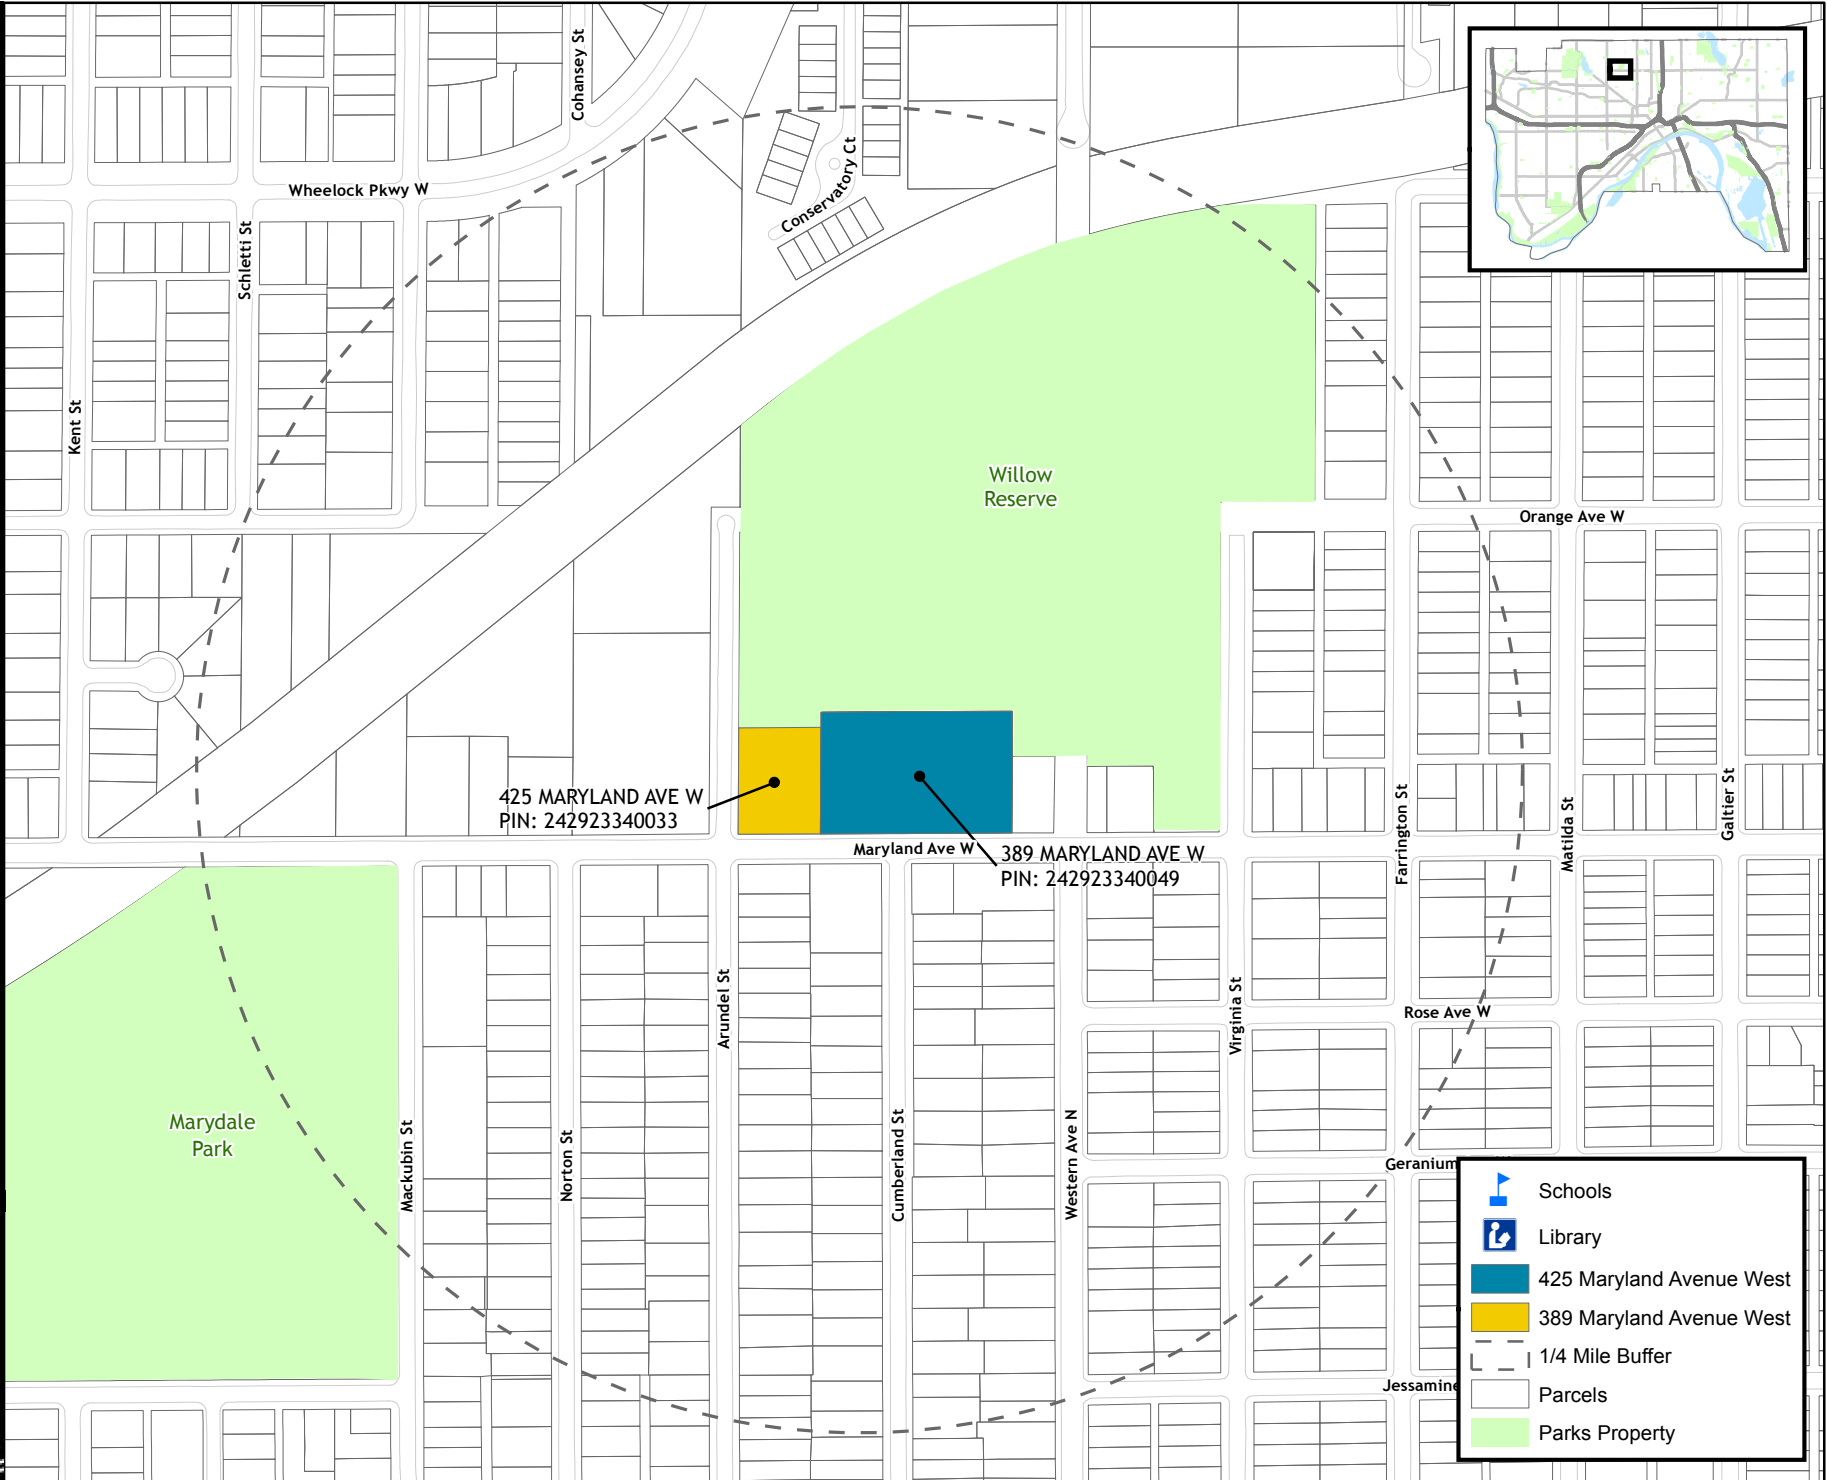 Cohansey St
Wheelock Pkwy W
Conservatory Ct
Schletti St
Kent St
Willow
Reserve
Orange Ave W
425 MARYLAND AVE W
PIN: 242923340033
Maryland Ave W
389 MARYLAND AVE W
PIN: 242923340049
Farrington St
Matilda St
Galtier St
Arundel St
Virginia St
Rose Ave W
Marydale
Park
Mackubin St
Norton St
Cumberland St
Western Ave N
Geranium
Jessamine
Schools
Library
425 Maryland Avenue West
389 Maryland Avenue West
1/4 Mile Buffer
Parcels
Parks Property